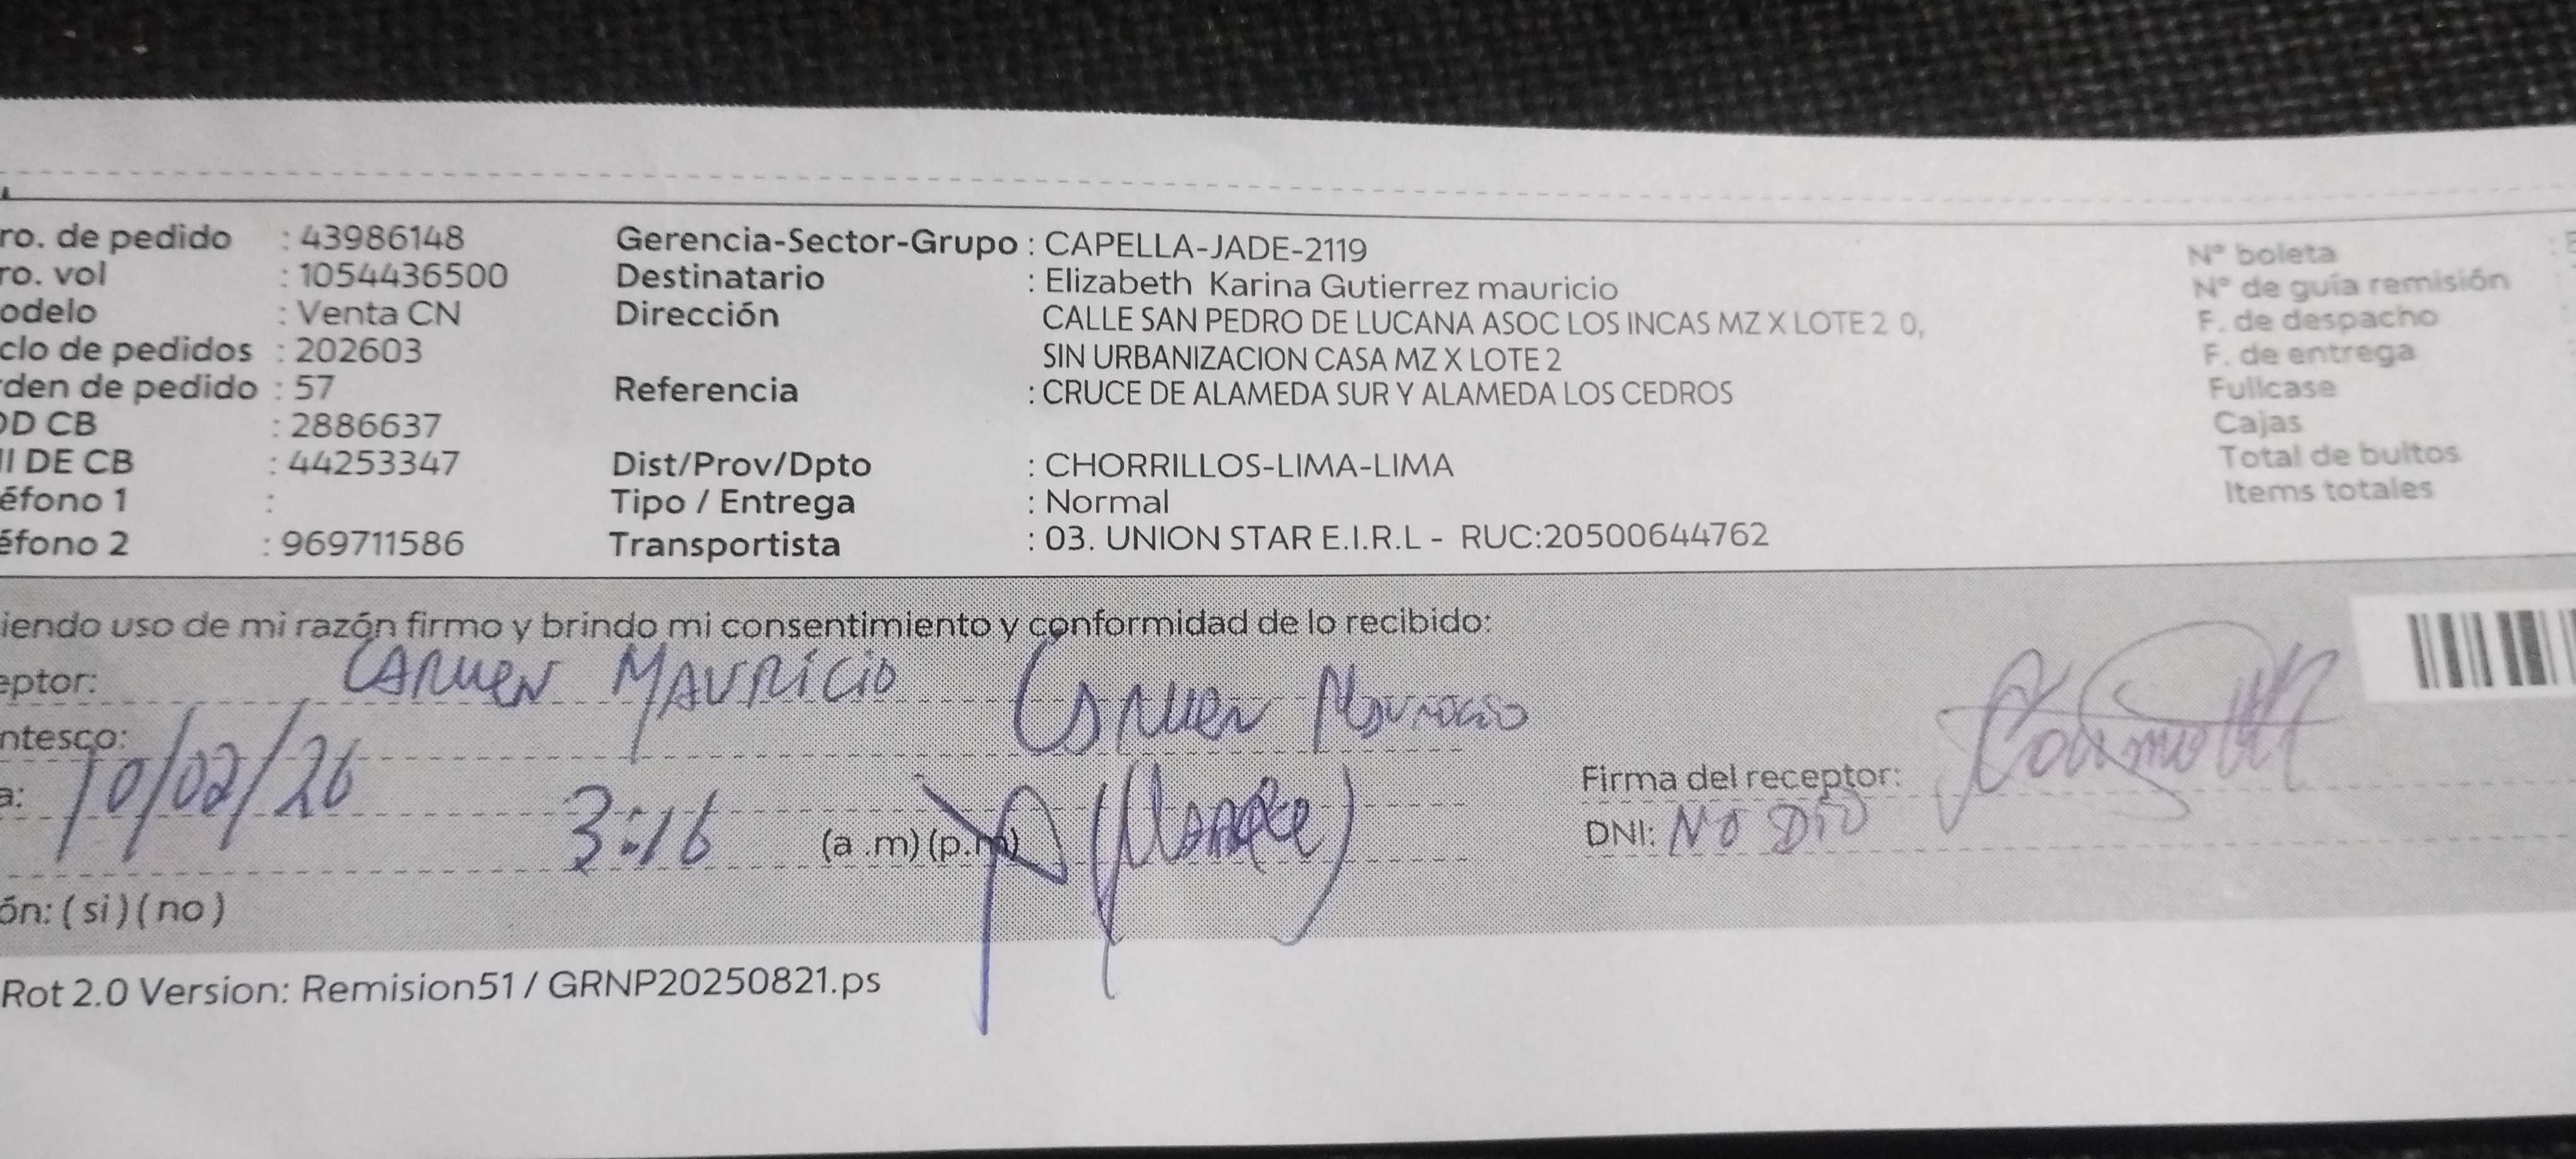 ro. de pedido : 43986148 Gerencia-Sector-Grupo : CAPELLA-JADE-2119 N° boleta :
ro. vol : 1054436500 Destinatario : Elizabeth Karina Gutierrez mauricio N° de guía remisión
odelo : Venta CN Dirección CALLE SAN PEDRO DE LUCANA ASOC LOS INCAS MZ X LOTE 2 0, F. de despacho
clo de pedidos : 202603 SIN URBANIZACION CASA MZ X LOTE 2 F. de entrega
den de pedido : 57 Referencia : CRUCE DE ALAMEDA SUR Y ALAMEDA LOS CEDROS Fullcase
D CB : 2886637 Cajas
I DE CB : 44253347 Dist/Prov/Dpto : CHORRILLOS-LIMA-LIMA Total de bultos
éfono 1 : Tipo / Entrega : Normal Items totales
éfono 2 : 969711586 Transportista : 03. UNION STAR E.I.R.L - RUC:20500644762
iendo uso de mi razón firmo y brindo mi consentimiento y conformidad de lo recibido:
eptor: CARMEN MAURICIO Carmen Mauricio
ntesco:
a: 10/02/26 Firma del receptor:
3:16 (a .m) (p.m) DNI: NO DIO
ón: ( si ) ( no )
Rot 2.0 Version: Remision51 / GRNP20250821.ps